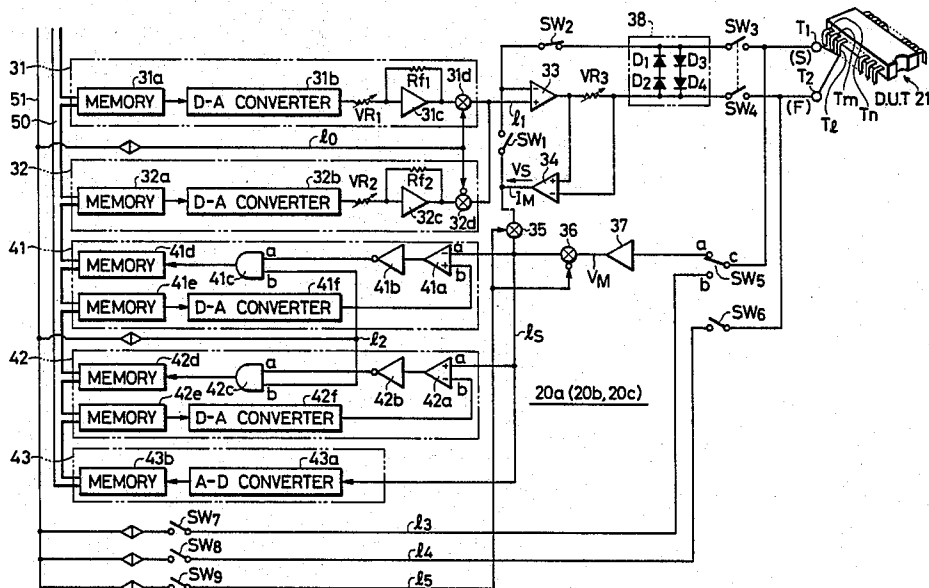 SW2
38
SW3
T1
(S)
31
31a
31b
Rf1
31d
33
VR3
D1
D3
D2
D4
51
MEMORY
D-A CONVERTER
VR1
31c
l1
SW4
T2
(F)
Tm
Tn
Tl
D.U.T 21
50
l0
SW1
34
32
32a
32b
Rf2
VS
IM
MEMORY
D-A CONVERTER
VR2
32c
32d
35
36
37
41
41d
a
41b
a
MEMORY
41c
b
41a
b
VM
a
c
b
SW5
41e
41f
MEMORY
D-A CONVERTER
SW6
l2
lS
42
42d
a
a
MEMORY
42c
b
42b
42a
b
20a (20b, 20c)
42e
42f
MEMORY
D-A CONVERTER
43
43b
43a
MEMORY
A-D CONVERTER
SW7
l3
SW8
l4
SW9
l5